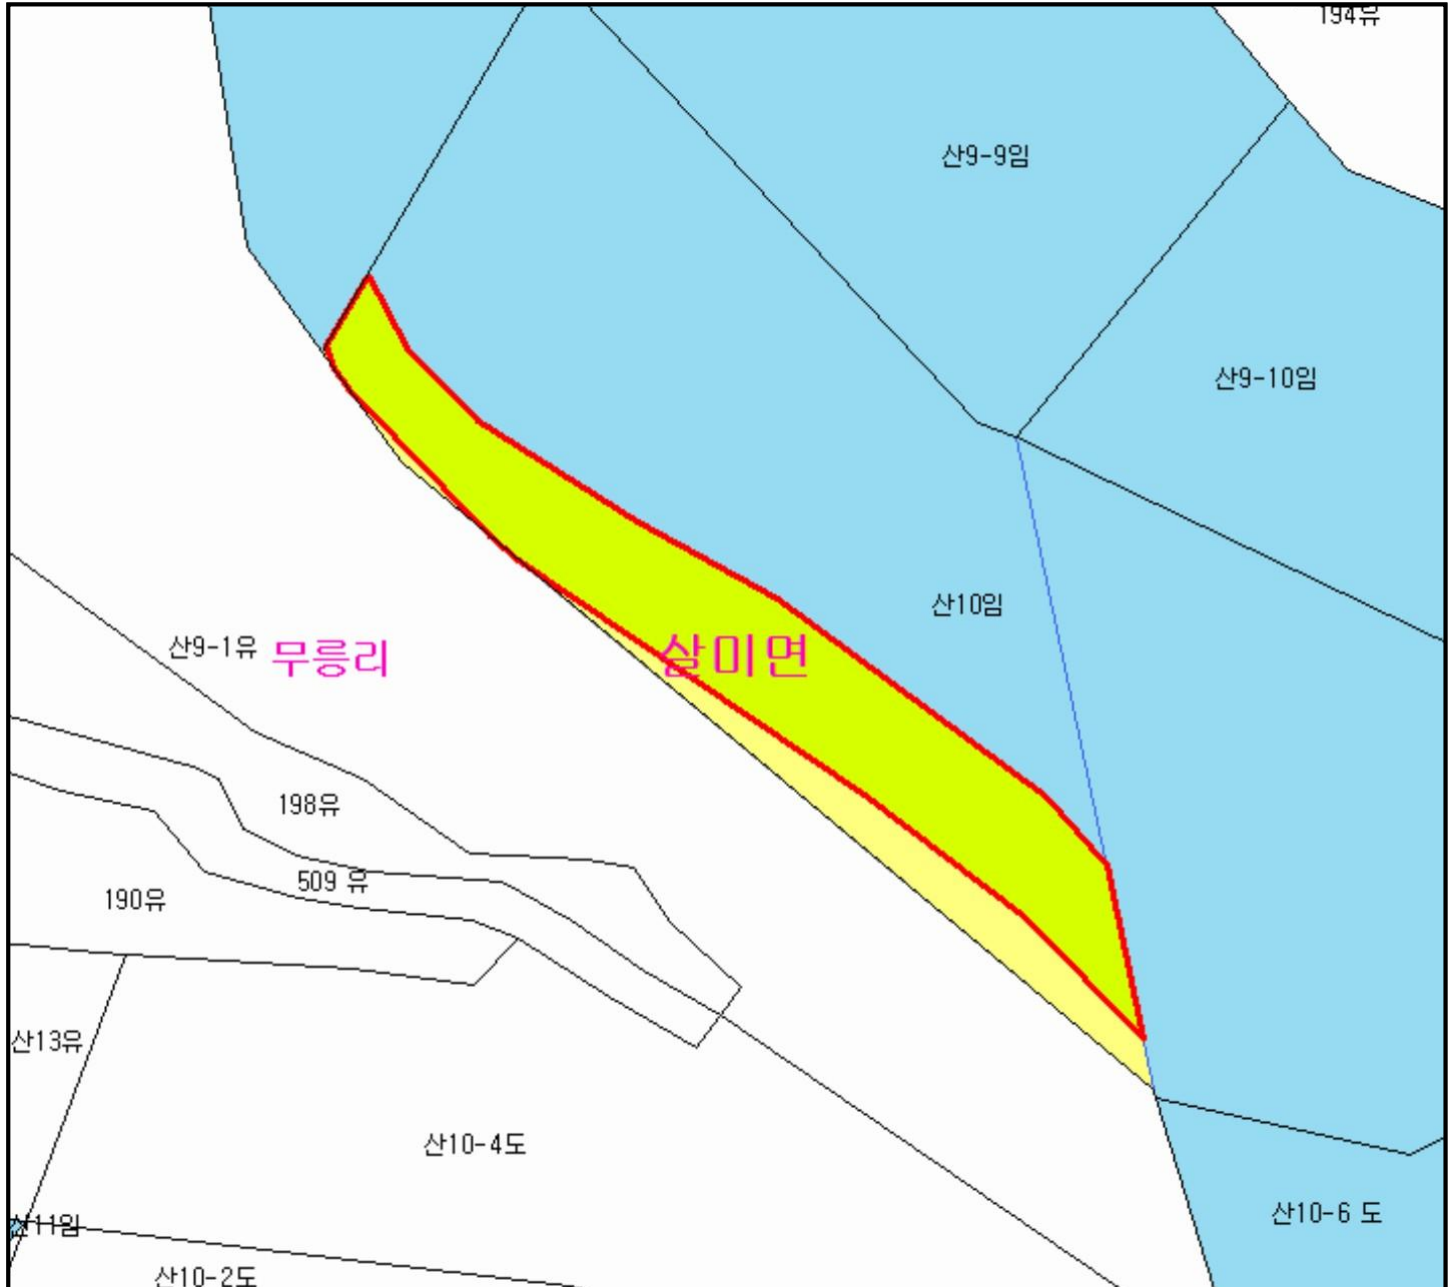 194유
산9-9임
산9-10임
산10임
산9-1유
무릉리
살미면
198유
509 유
190유
산13유
산10-4도
산11임
산10-6 도
산10-2도